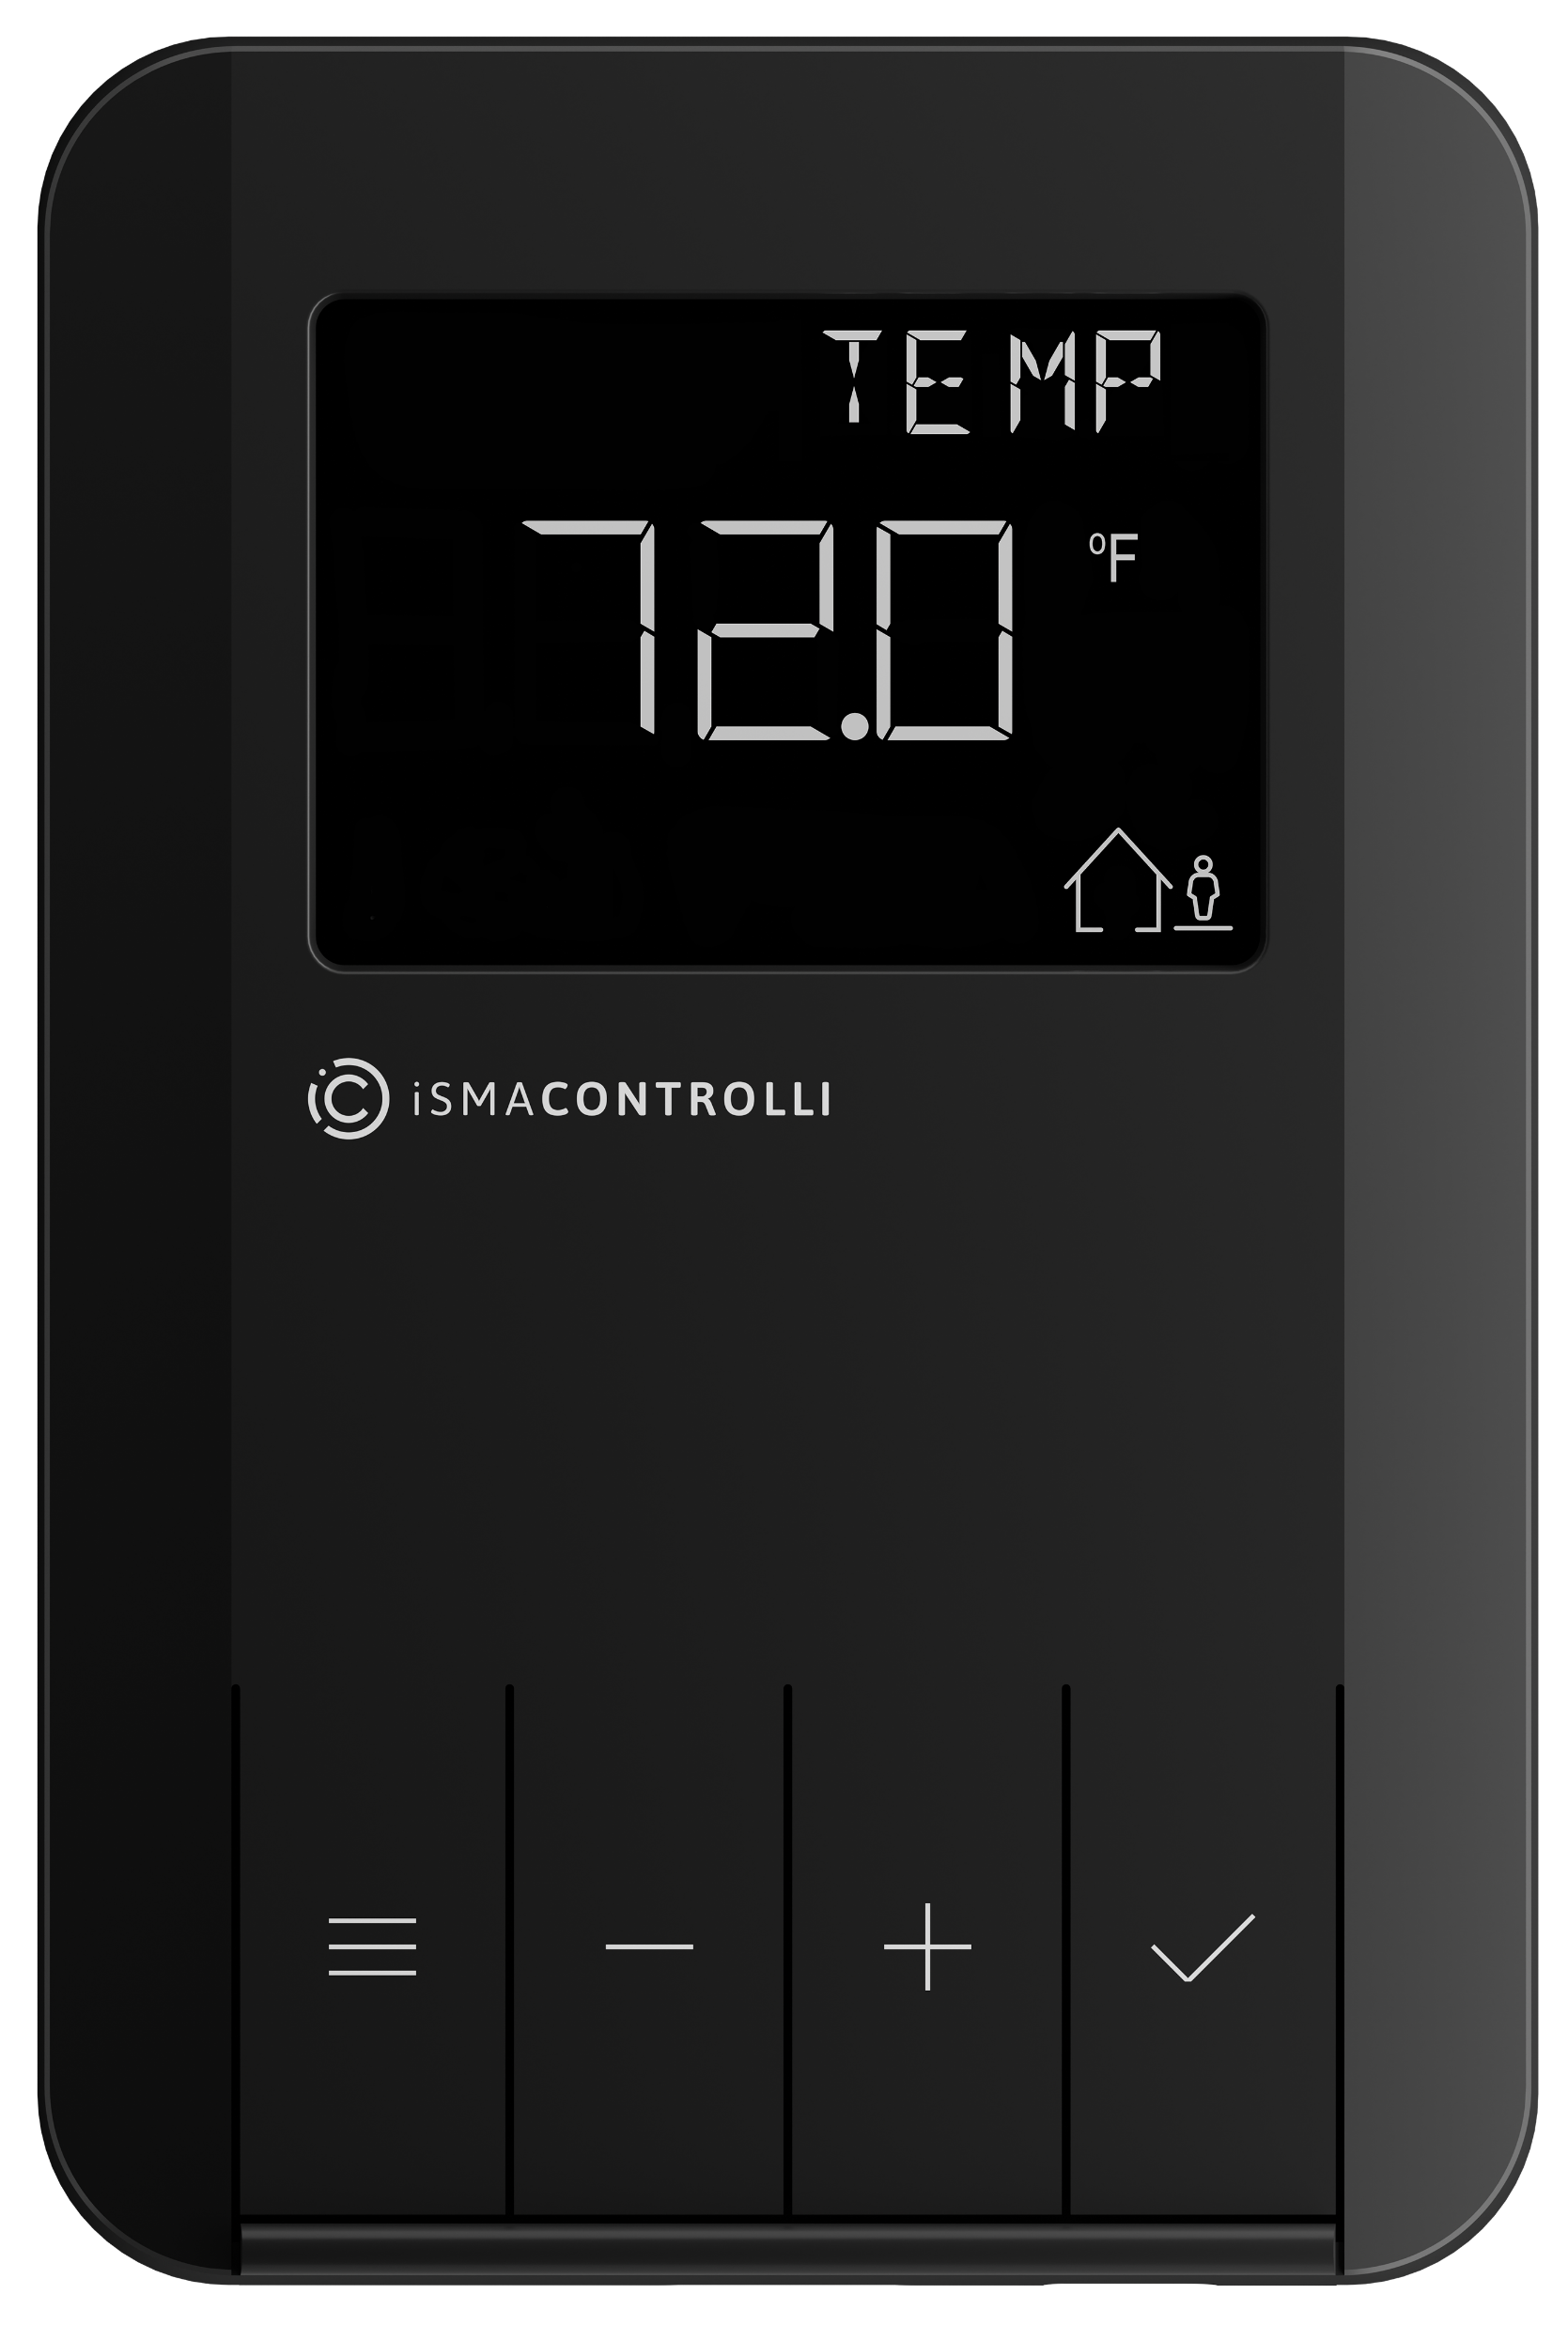 TEMP
72.0 °F
iSMACONTROLLI